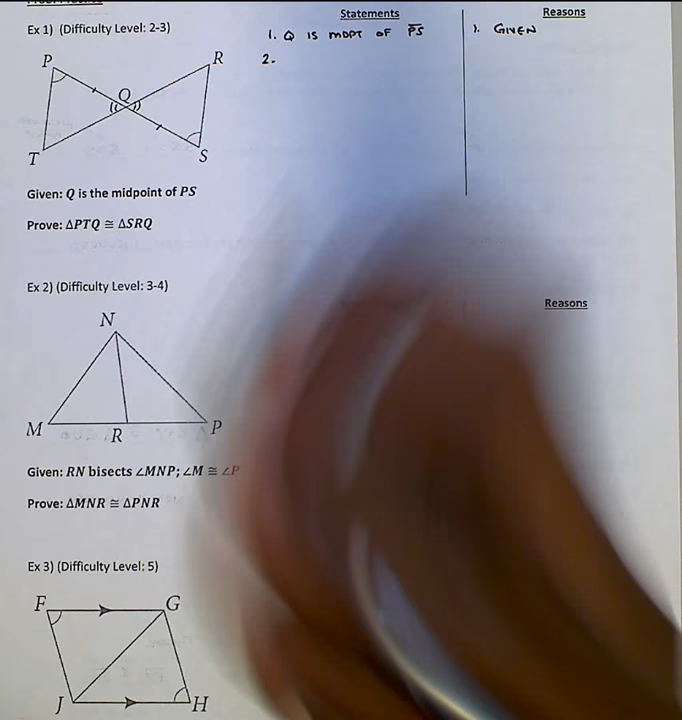 Statements
Reasons
Ex 1) (Difficulty Level: 2-3)
1. Q IS MDPT OF PS
1. GIVEN
2.
P
R
Q
T
S
Given: Q is the midpoint of PS
Prove: ΔPTQ ≅ ΔSRQ
Ex 2) (Difficulty Level: 3-4)
Reasons
N
M
R
P
Given: RN bisects ∠MNP; ∠M ≅ ∠P
Prove: ΔMNR ≅ ΔPNR
Ex 3) (Difficulty Level: 5)
F
G
J
H